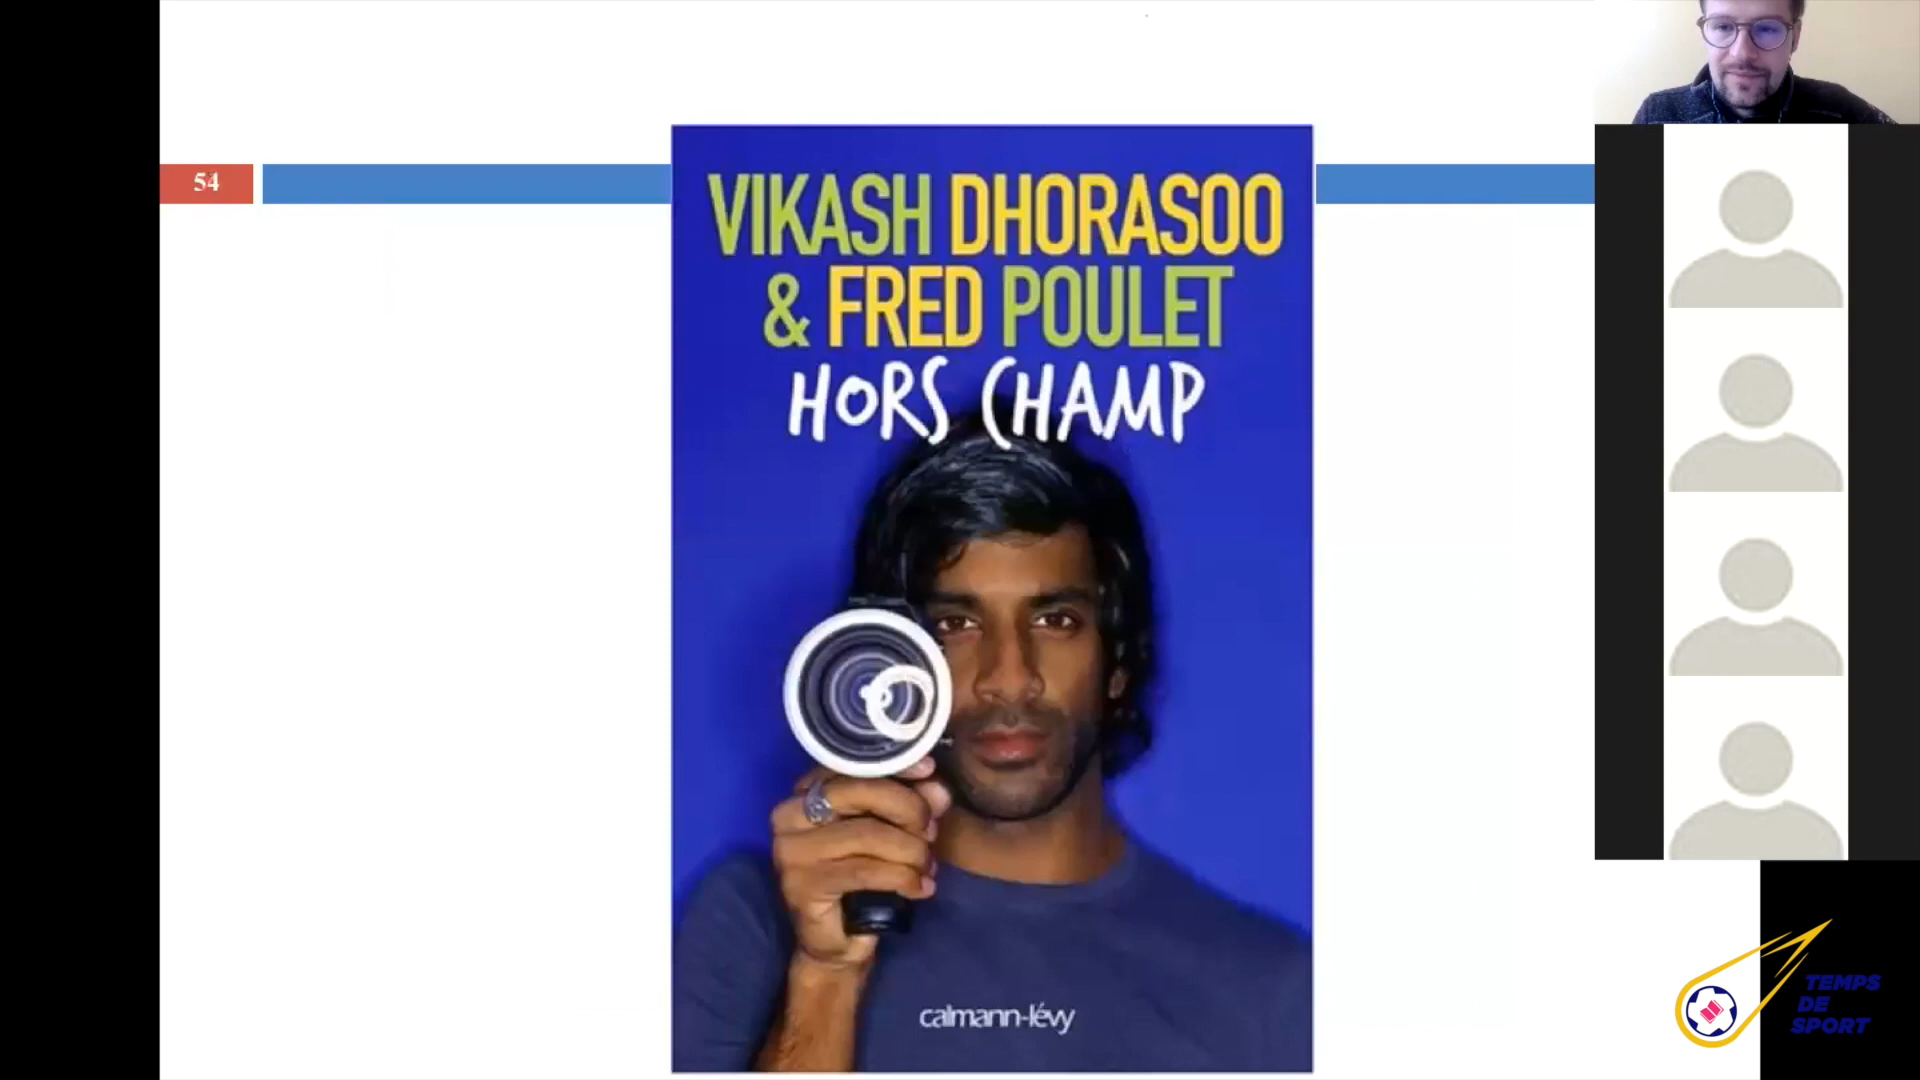 54
VIKASH DHORASOO
& FRED POULET
HORS CHAMP
calmann-lévy
TEMPS
DE
SPORT